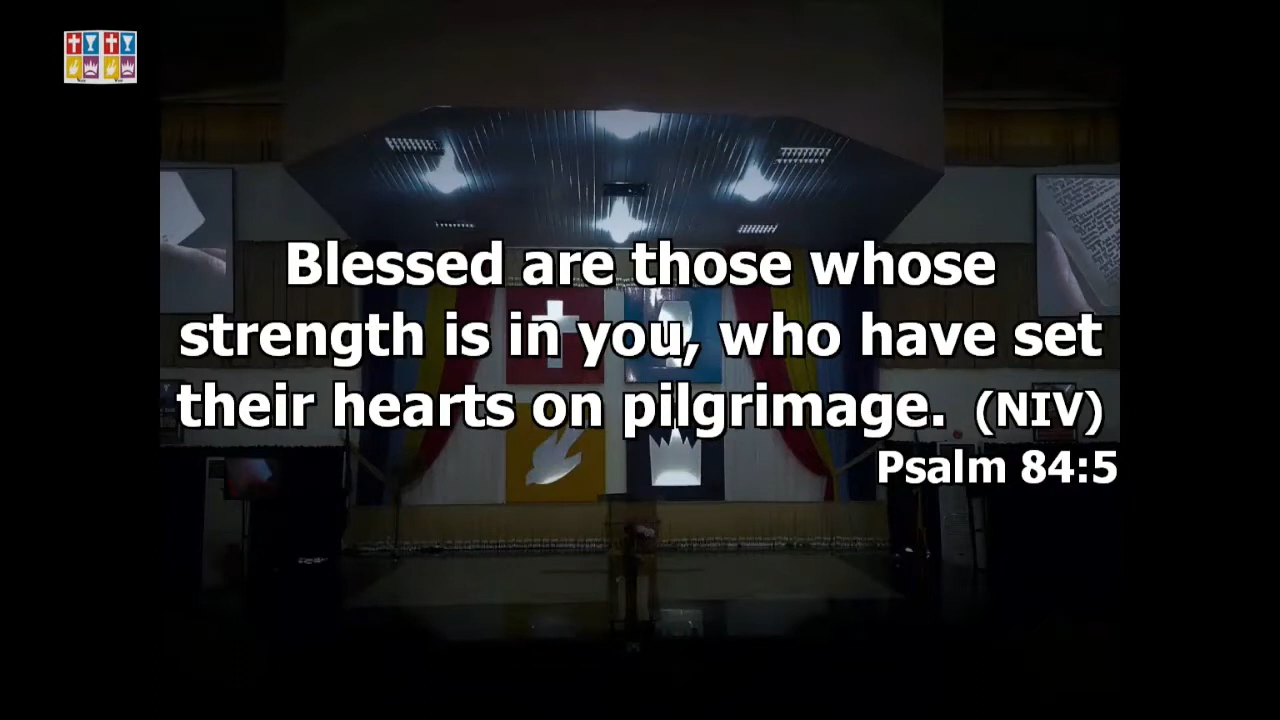 Blessed are those whose
strength is in you, who have set
their hearts on pilgrimage. (NIV)
Psalm 84:5